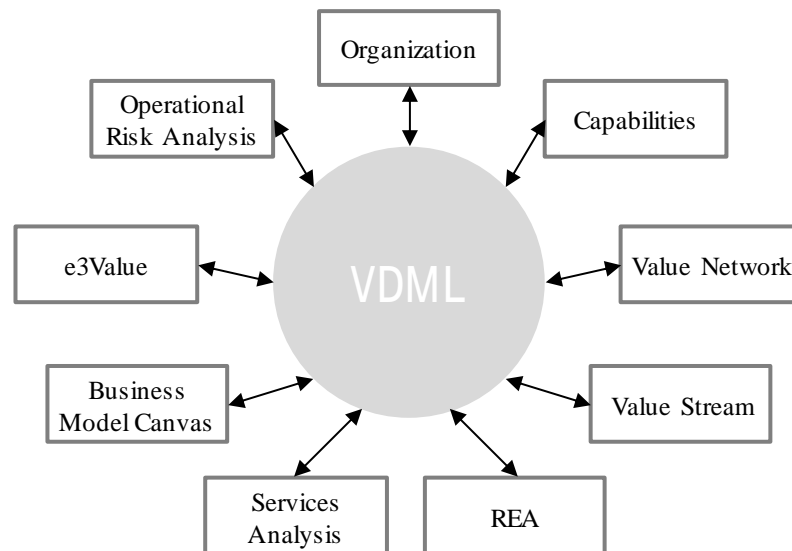 Organization
Operational
Risk Analysis
Capabilities
e3Value
VDML
Value Network
Business
Model Canvas
Value Stream
Services
Analysis
REA